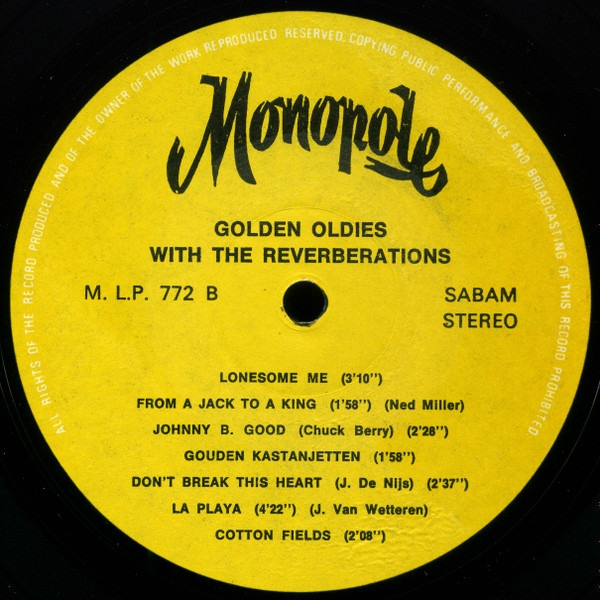 ALL RIGHTS OF THE RECORD PRODUCED AND OF THE OWNER OF THE WORK REPRODUCED RESERVED. COPYING PUBLIC PERFORMANCE AND BROADCASTING OF THIS RECORD PROHIBITED
Monopole
GOLDEN OLDIES
WITH THE REVERBERATIONS
M. L.P. 772 B
SABAM
STEREO
LONESOME ME (3'10'')
FROM A JACK TO A KING (1'58'') (Ned Miller)
JOHNNY B. GOOD (Chuck Berry) (2'28'')
GOUDEN KASTANJETTEN (1'58'')
DON'T BREAK THIS HEART (J. De Nijs) (2'37'')
LA PLAYA (4'22'') (J. Van Wetteren)
COTTON FIELDS (2'08'')